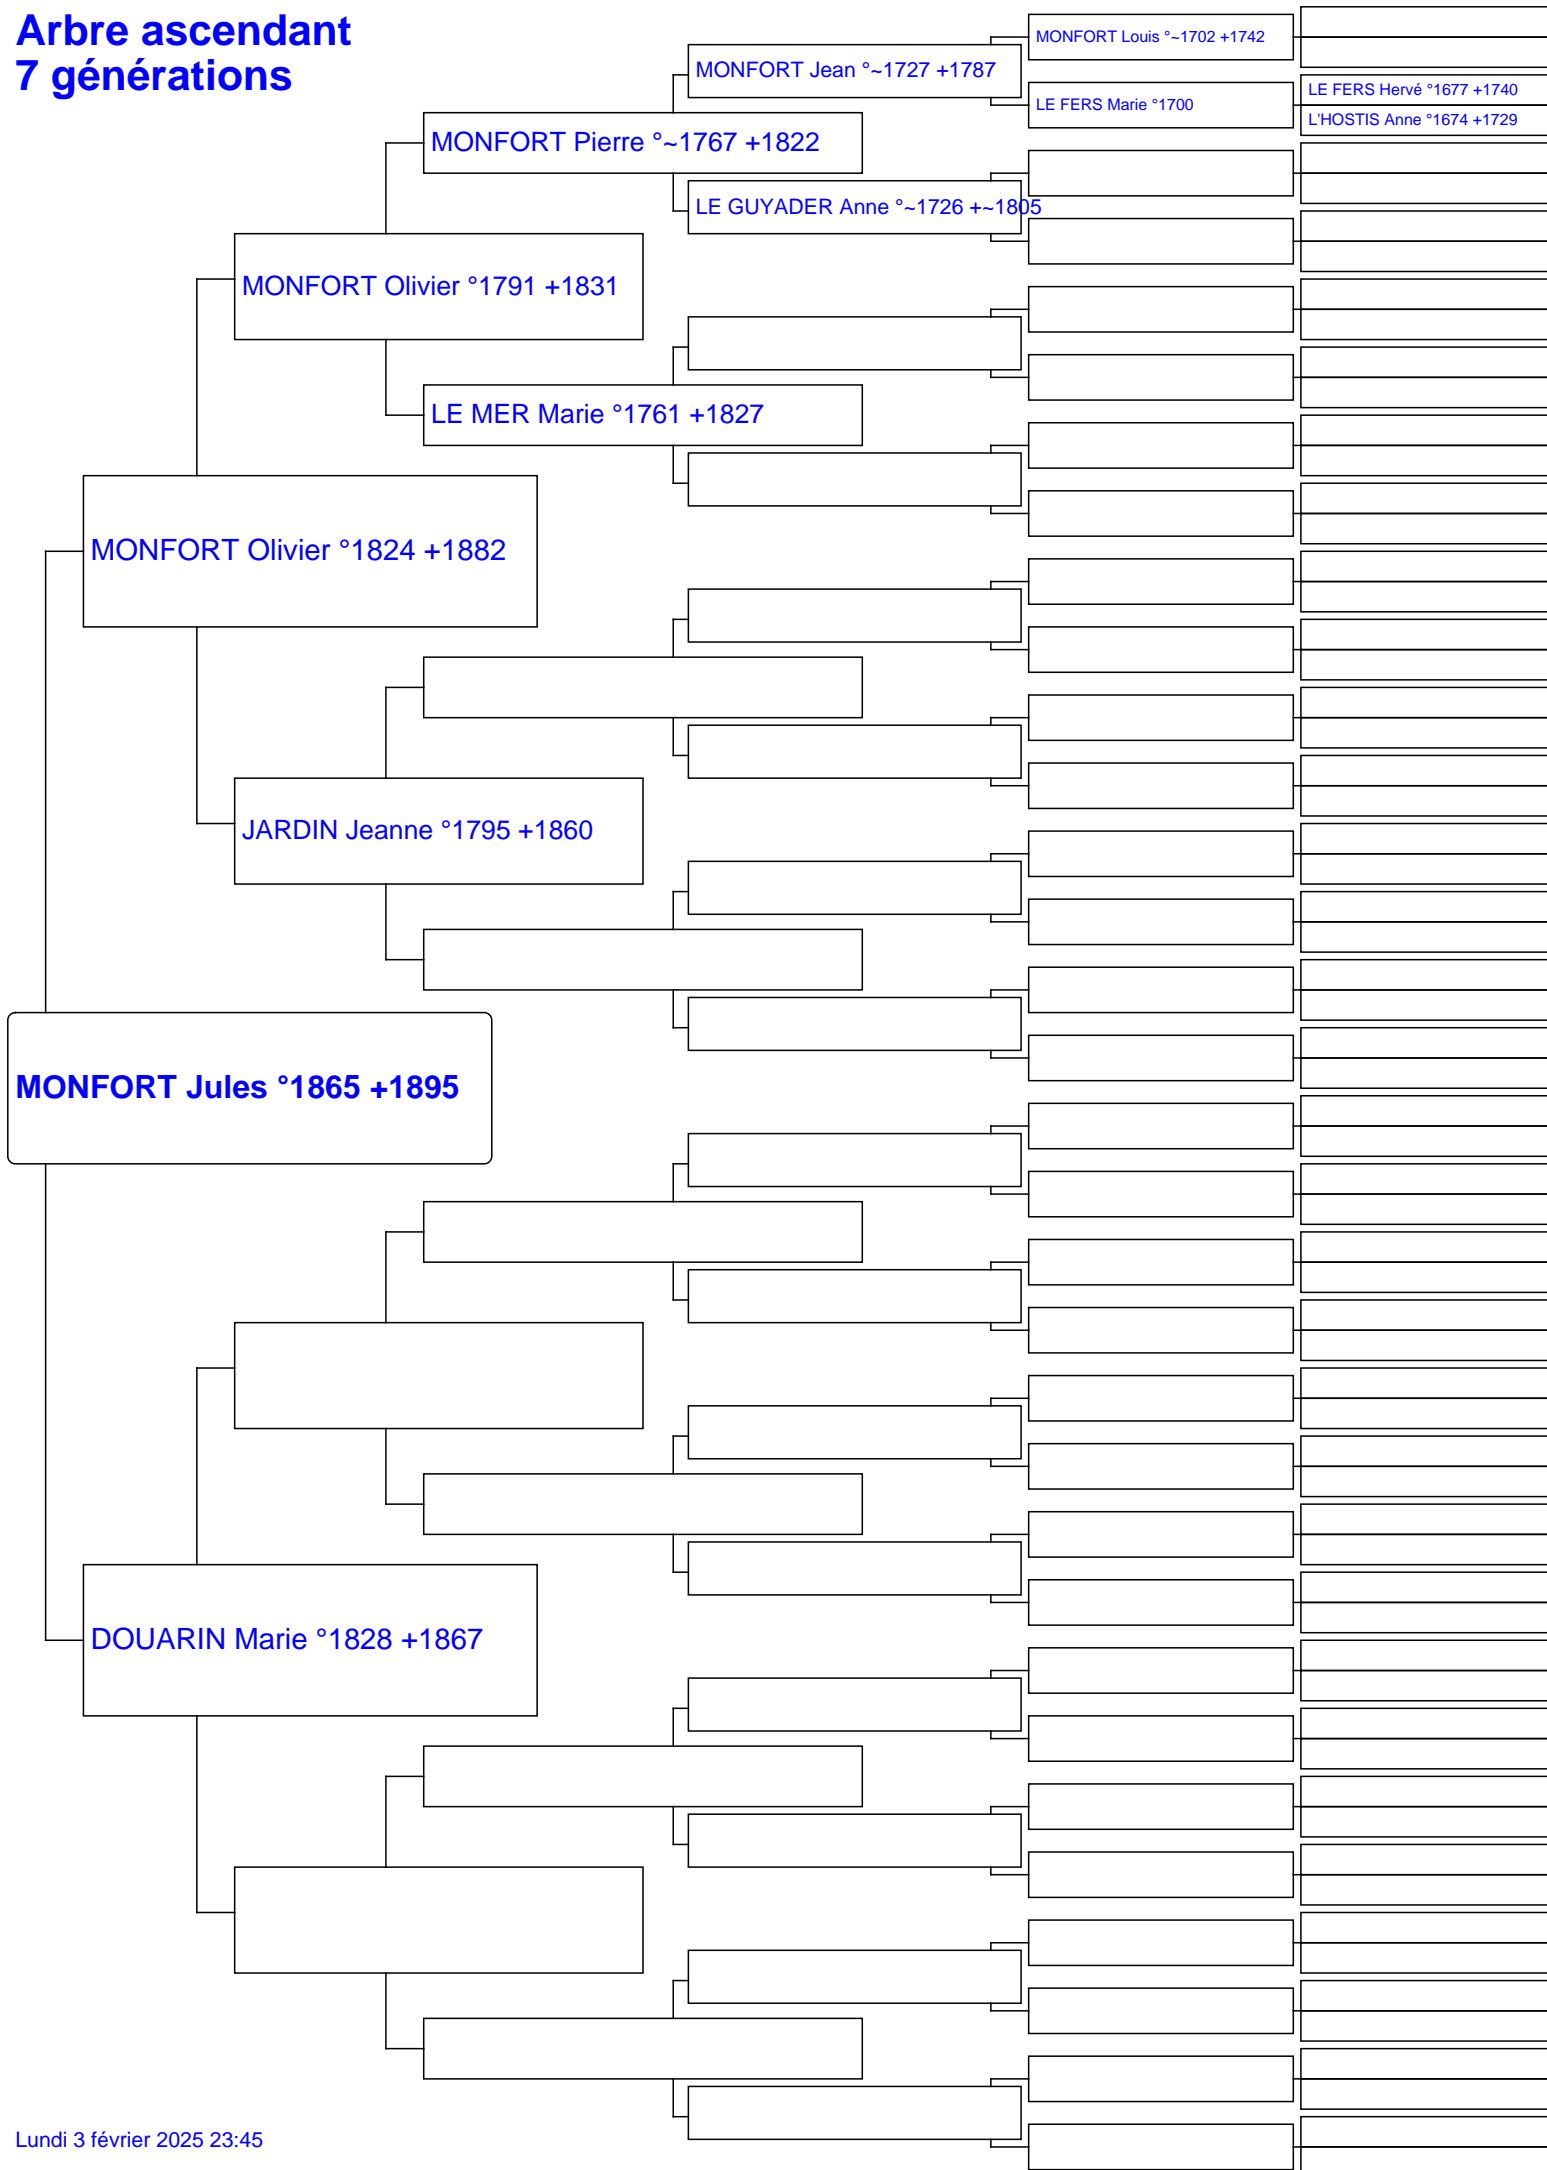 Arbre ascendant
7 générations
MONFORT Louis °~1702 +1742
MONFORT Jean °~1727 +1787
LE FERS Hervé °1677 +1740
LE FERS Marie °1700
L'HOSTIS Anne °1674 +1729
MONFORT Pierre °~1767 +1822
LE GUYADER Anne °~1726 +~1805
MONFORT Olivier °1791 +1831
LE MER Marie °1761 +1827
MONFORT Olivier °1824 +1882
JARDIN Jeanne °1795 +1860
MONFORT Jules °1865 +1895
DOUARIN Marie °1828 +1867
Lundi 3 février 2025 23:45